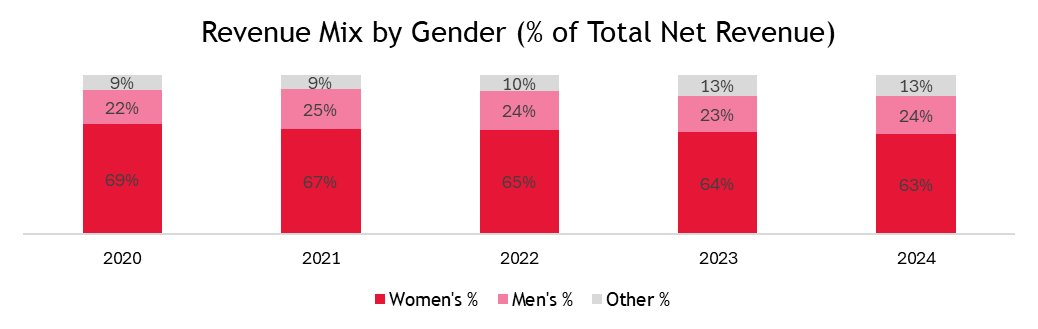 Revenue Mix by Gender (% of Total Net Revenue)
9% 9% 10% 13% 13%
22% 25% 24% 23% 24%
69% 67% 65% 64% 63%
2020 2021 2022 2023 2024
Women's % Men's % Other %